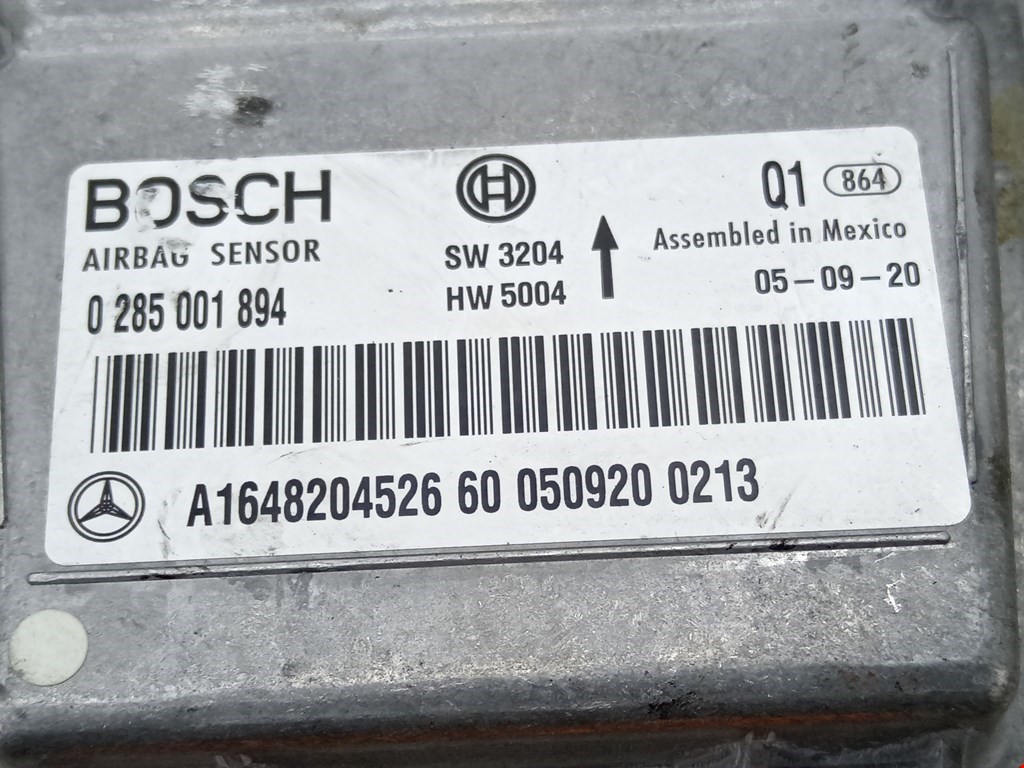 BOSCH
AIRBAG SENSOR
0 285 001 894
SW 3204
HW 5004
Q1 864
Assembled in Mexico
05-09-20
A1648204526 60 050920 0213